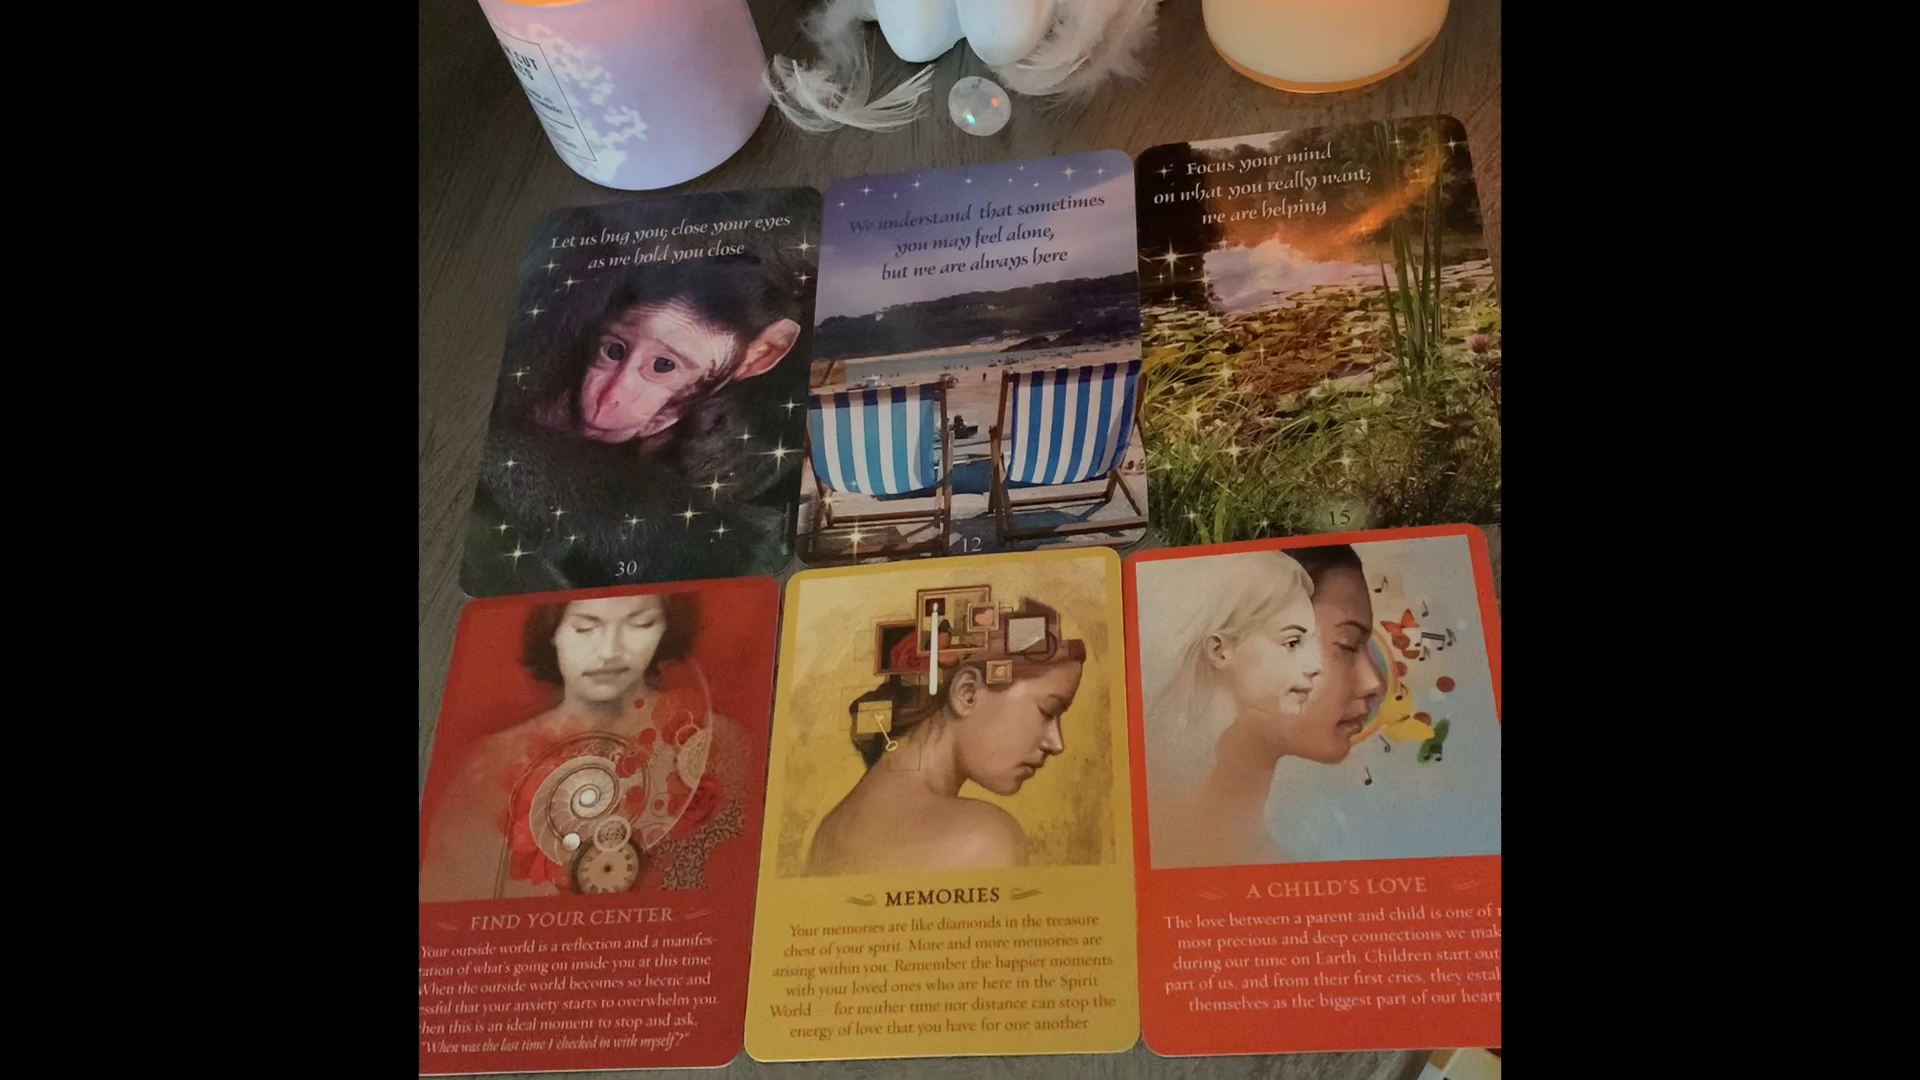 CUT
Let us hug you; close your eyes
as we hold you close
30
We understand that sometimes
you may feel alone,
but we are always here
12
Focus your mind
on what you really want;
we are helping
15
FIND YOUR CENTER
Your outside world is a reflection and a manifes-
tation of what's going on inside you at this time.
When the outside world becomes so hectic and
essful that your anxiety starts to overwhelm you.
hen this is an ideal moment to stop and ask,
"When was the last time I checked in with myself?"
MEMORIES
Your memories are like diamonds in the treasure
chest of your spirit. More and more memories are
arising within you. Remember the happier moments
with your loved ones who are here in the Spirit
World – for neither time nor distance can stop the
energy of love that you have for one another.
A CHILD'S LOVE
The love between a parent and child is one of
most precious and deep connections we mak
during our time on Earth. Children start out
part of us, and from their first cries, they estal
themselves as the biggest part of our heart